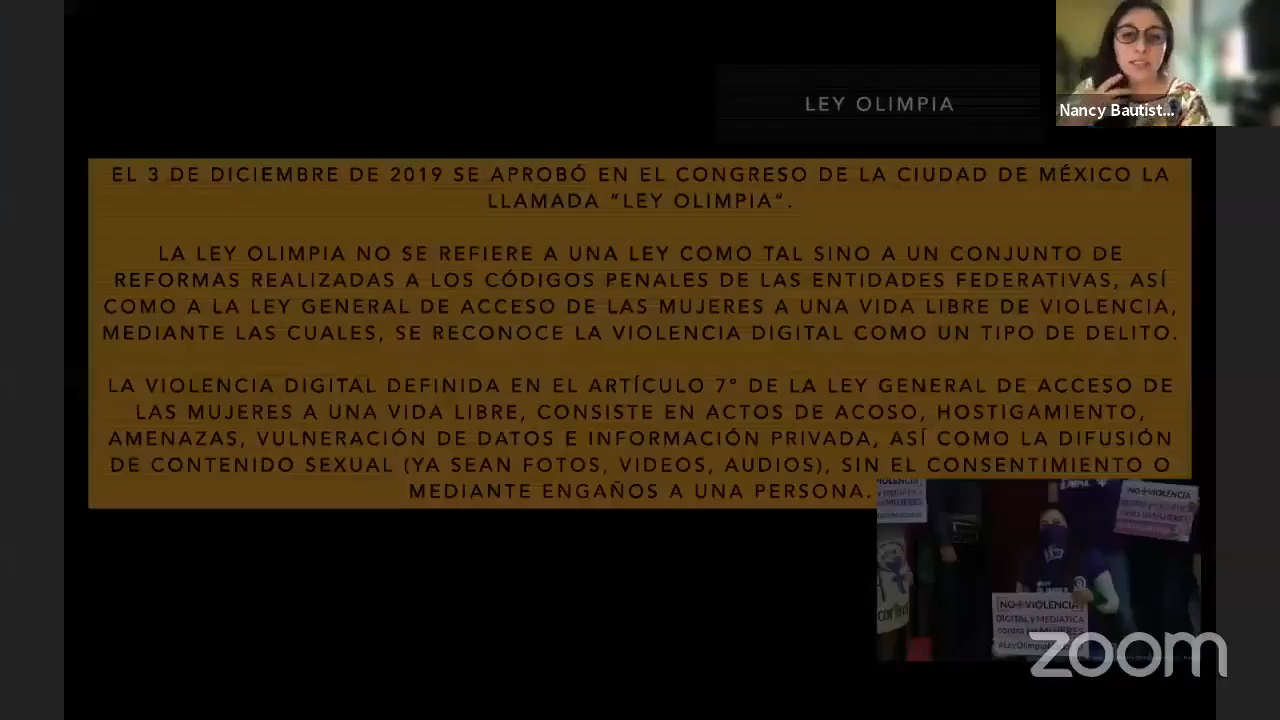 LEY OLIMPIA
Nancy Bautist...
EL 3 DE DICIEMBRE DE 2019 SE APROBÓ EN EL CONGRESO DE LA CIUDAD DE MÉXICO LA
LLAMADA "LEY OLIMPIA".
LA LEY OLIMPIA NO SE REFIERE A UNA LEY COMO TAL SINO A UN CONJUNTO DE
REFORMAS REALIZADAS A LOS CÓDIGOS PENALES DE LAS ENTIDADES FEDERATIVAS, ASÍ
COMO A LA LEY GENERAL DE ACCESO DE LAS MUJERES A UNA VIDA LIBRE DE VIOLENCIA,
MEDIANTE LAS CUALES, SE RECONOCE LA VIOLENCIA DIGITAL COMO UN TIPO DE DELITO.
LA VIOLENCIA DIGITAL DEFINIDA EN EL ARTÍCULO 7° DE LA LEY GENERAL DE ACCESO DE
LAS MUJERES A UNA VIDA LIBRE, CONSISTE EN ACTOS DE ACOSO, HOSTIGAMIENTO,
AMENAZAS, VULNERACIÓN DE DATOS E INFORMACIÓN PRIVADA, ASÍ COMO LA DIFUSIÓN
DE CONTENIDO SEXUAL (YA SEAN FOTOS, VIDEOS, AUDIOS), SIN EL CONSENTIMIENTO O
MEDIANTE ENGAÑOS A UNA PERSONA.
VIOLENCIA
MUJERES
NO+VIOLENCIA
NO+VIOLENCIA
DIGITAL y MEDIÁTICA
contra las MUJERES
zoom